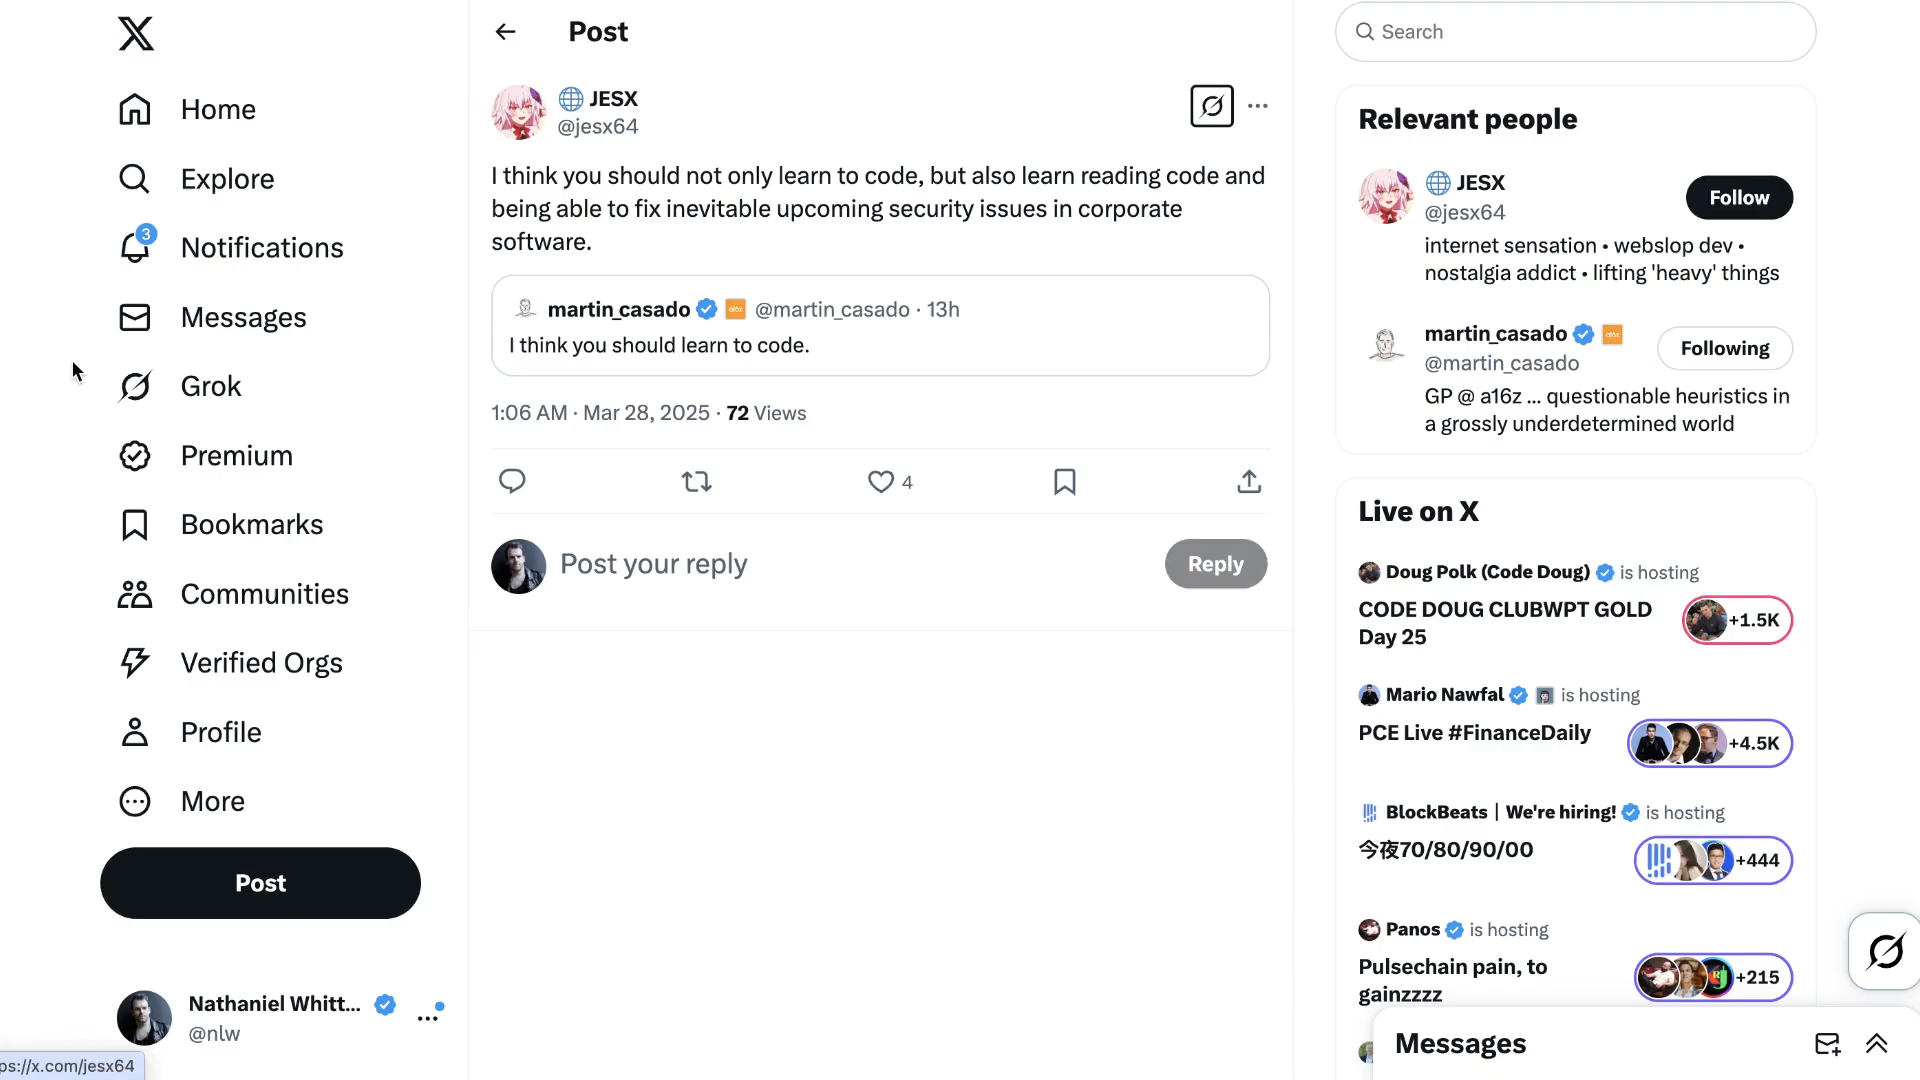 Home
Explore
3
Notifications
Messages
Grok
Premium
Bookmarks
Communities
Verified Orgs
Profile
More
Post
Nathaniel Whitt...
@nlw
ps://x.com/jesx64
Post
JESX
@jesx64
I think you should not only learn to code, but also learn reading code and
being able to fix inevitable upcoming security issues in corporate
software.
martin_casado @martin_casado · 13h
I think you should learn to code.
1:06 AM · Mar 28, 2025 · 72 Views
4
Post your reply
Reply
Search
Relevant people
JESX
@jesx64
Follow
internet sensation • webslop dev •
nostalgia addict • lifting 'heavy' things
martin_casado
@martin_casado
Following
GP @ a16z ... questionable heuristics in
a grossly underdetermined world
Live on X
Doug Polk (Code Doug) is hosting
CODE DOUG CLUBWPT GOLD
Day 25
+1.5K
Mario Nawfal is hosting
PCE Live #FinanceDaily
+4.5K
BlockBeats | We're hiring! is hosting
今夜70/80/90/00
+444
Panos is hosting
Pulsechain pain, to
gainzzzz
+215
Messages